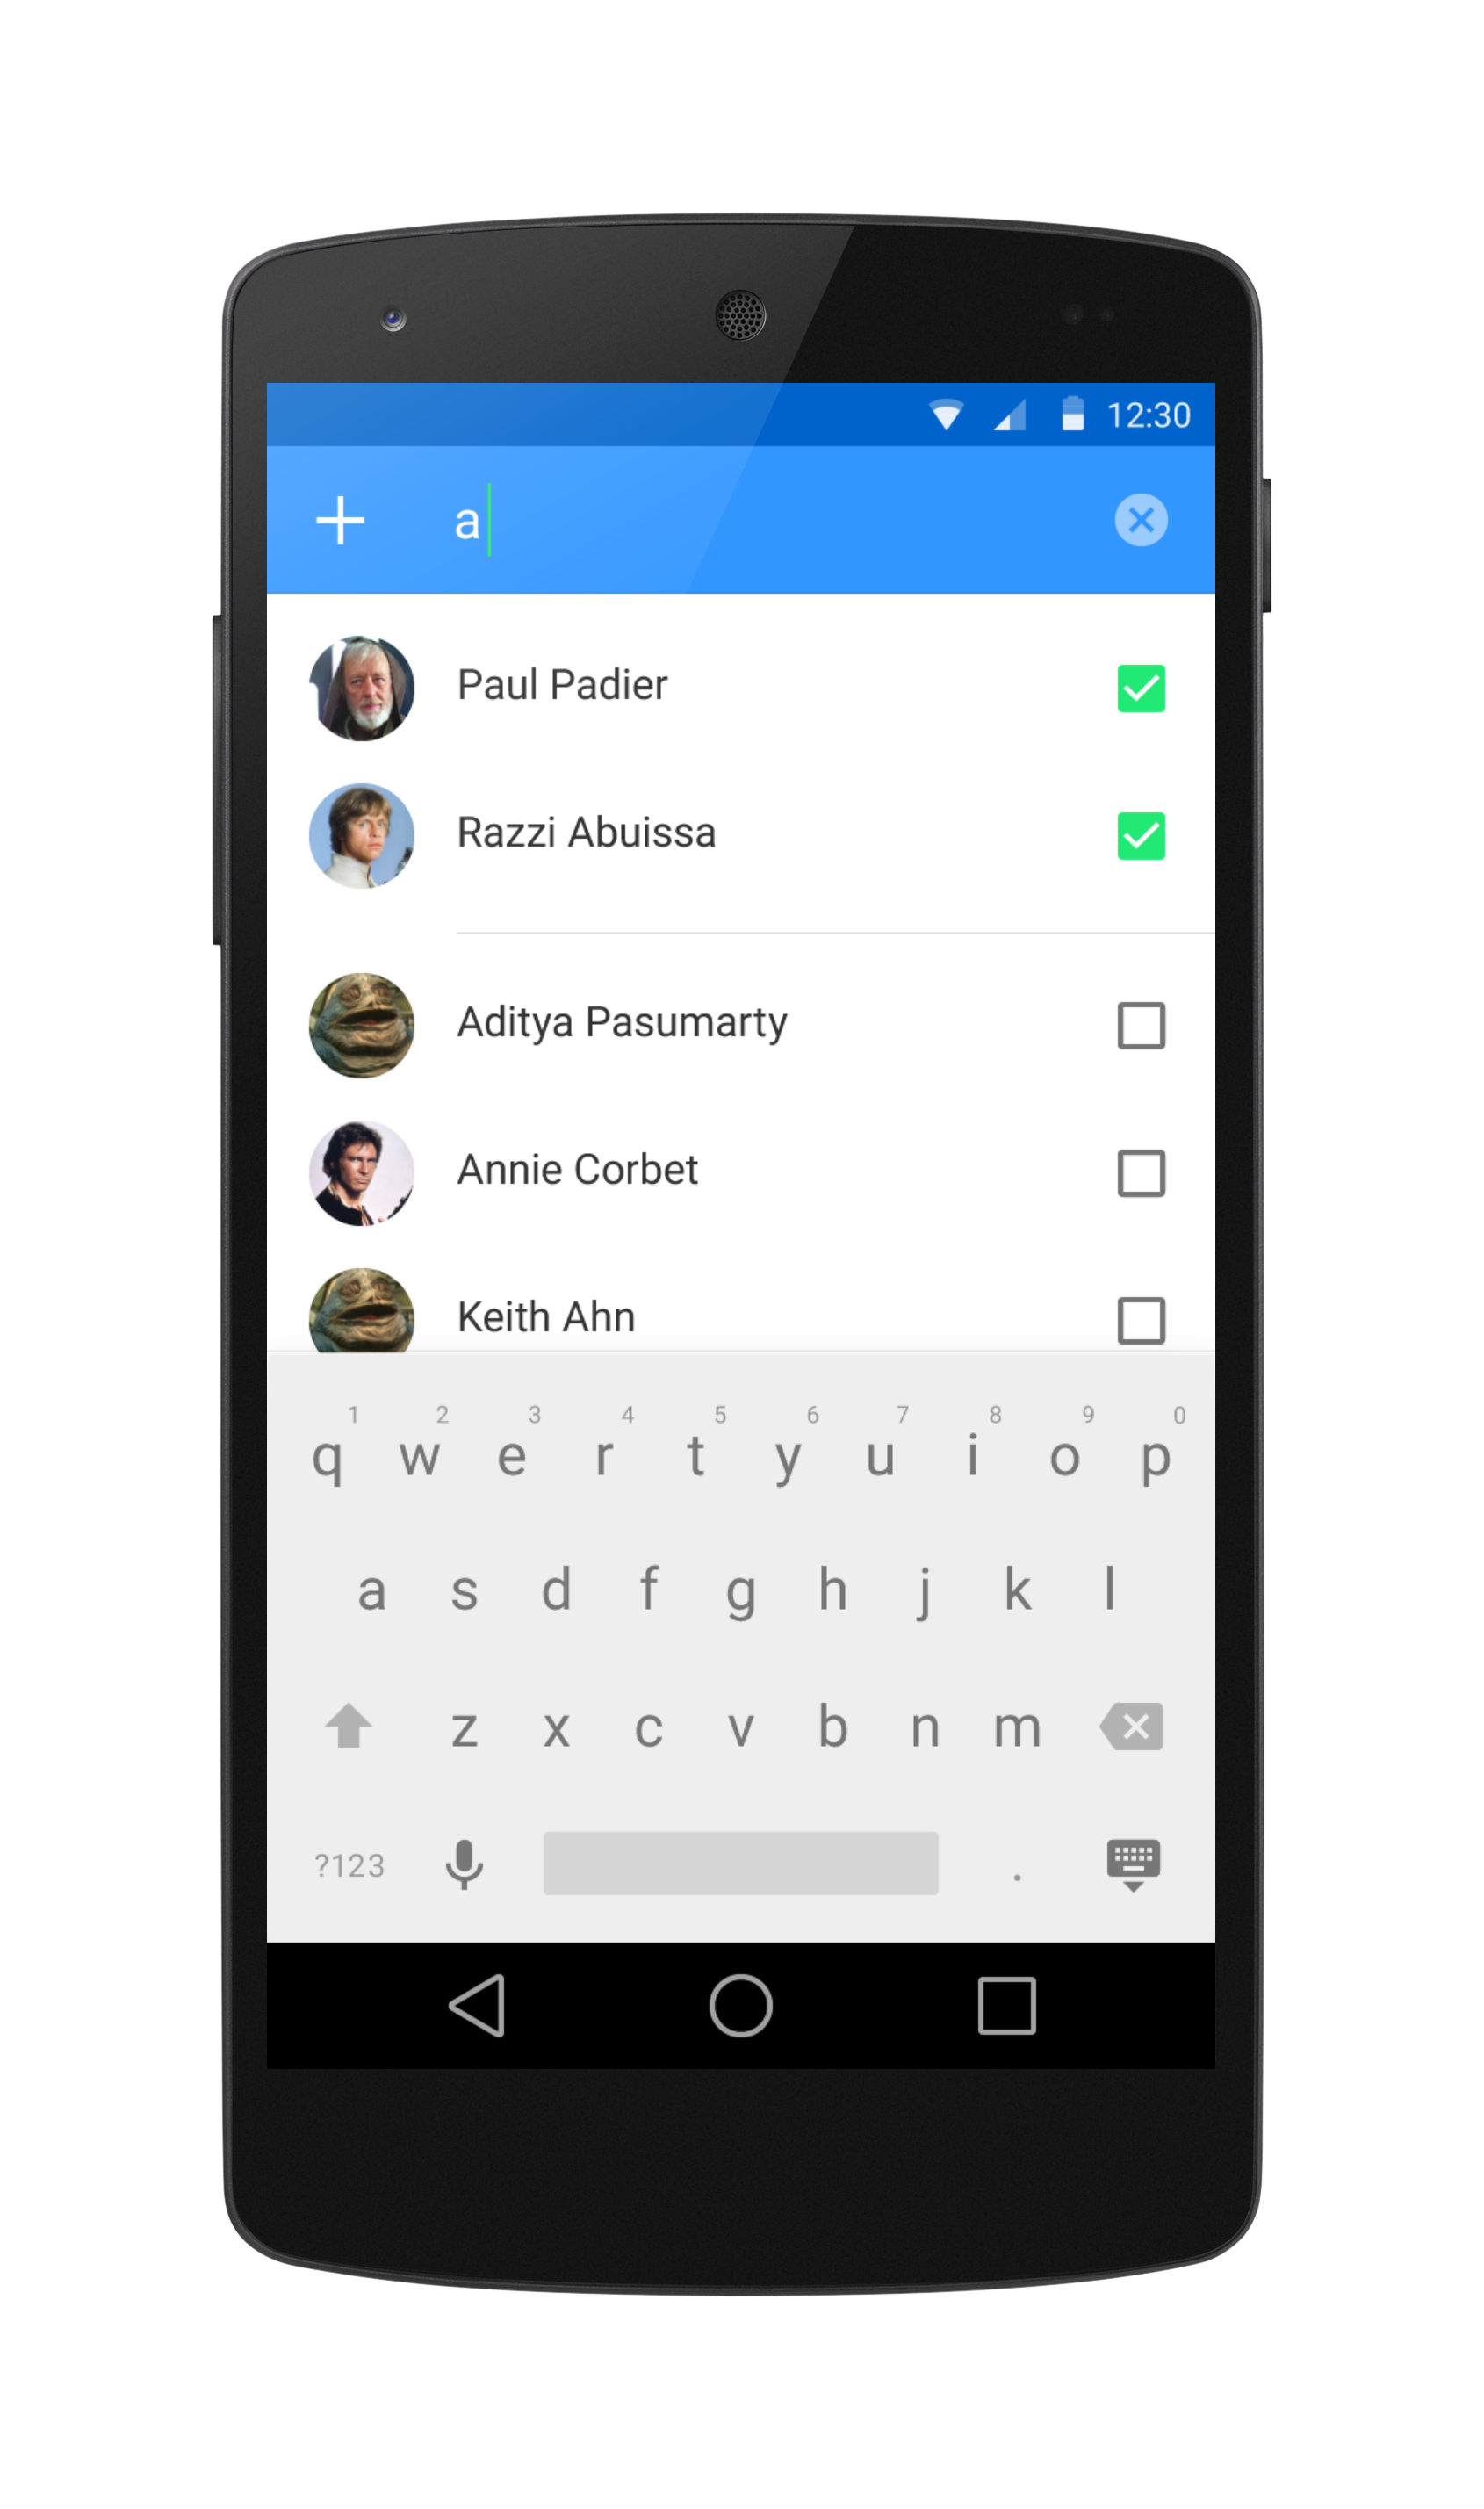 12:30
a
Paul Padier
Razzi Abuissa
Aditya Pasumarty
Annie Corbet
Keith Ahn
1 2 3 4 5 6 7 8 9 0
q w e r t y u i o p
a s d f g h j k l
z x c v b n m
?123 .